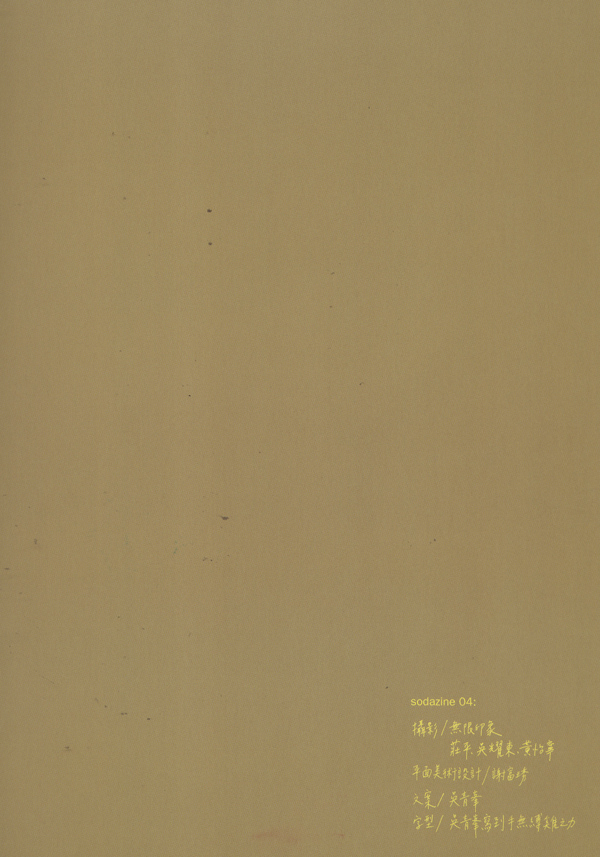 sodazine 04:
攝影/無限印象
莊平、吳耀東、黃怡寧
平面美術設計/謝富晴
文案/吳青峯
字型/吳青峯寫到手無縛雞之力